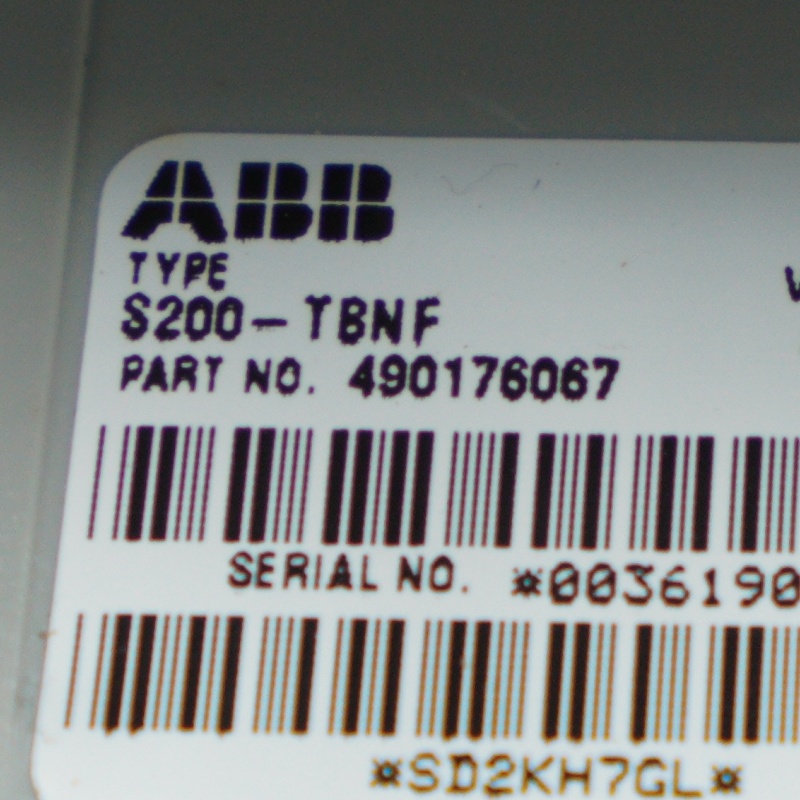 ABB
TYPE
S200-TBNF
PART NO. 490176067
SERIAL NO. *0036190
*SD2KH7GL*